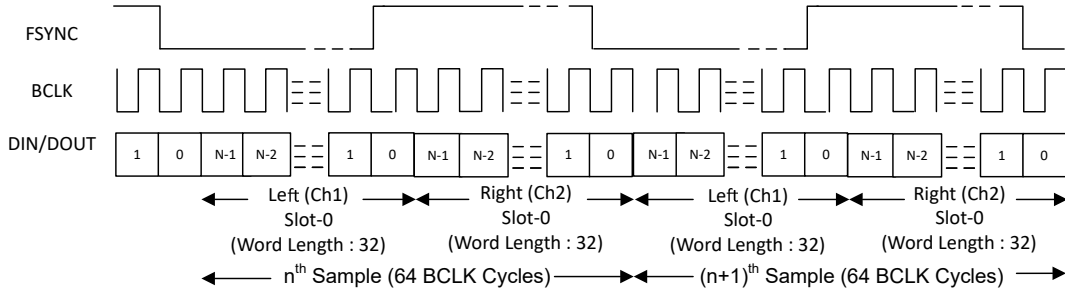 FSYNC
BCLK
DIN/DOUT
1 0 N-1 N-2 1 0 N-1 N-2 1 0 N-1 N-2 1 0 N-1 N-2 1 0
Left (Ch1) Right (Ch2) Left (Ch1) Right (Ch2)
Slot-0 Slot-0 Slot-0 Slot-0
(Word Length : 32) (Word Length : 32) (Word Length : 32) (Word Length : 32)
nth Sample (64 BCLK Cycles) (n+1)th Sample (64 BCLK Cycles)